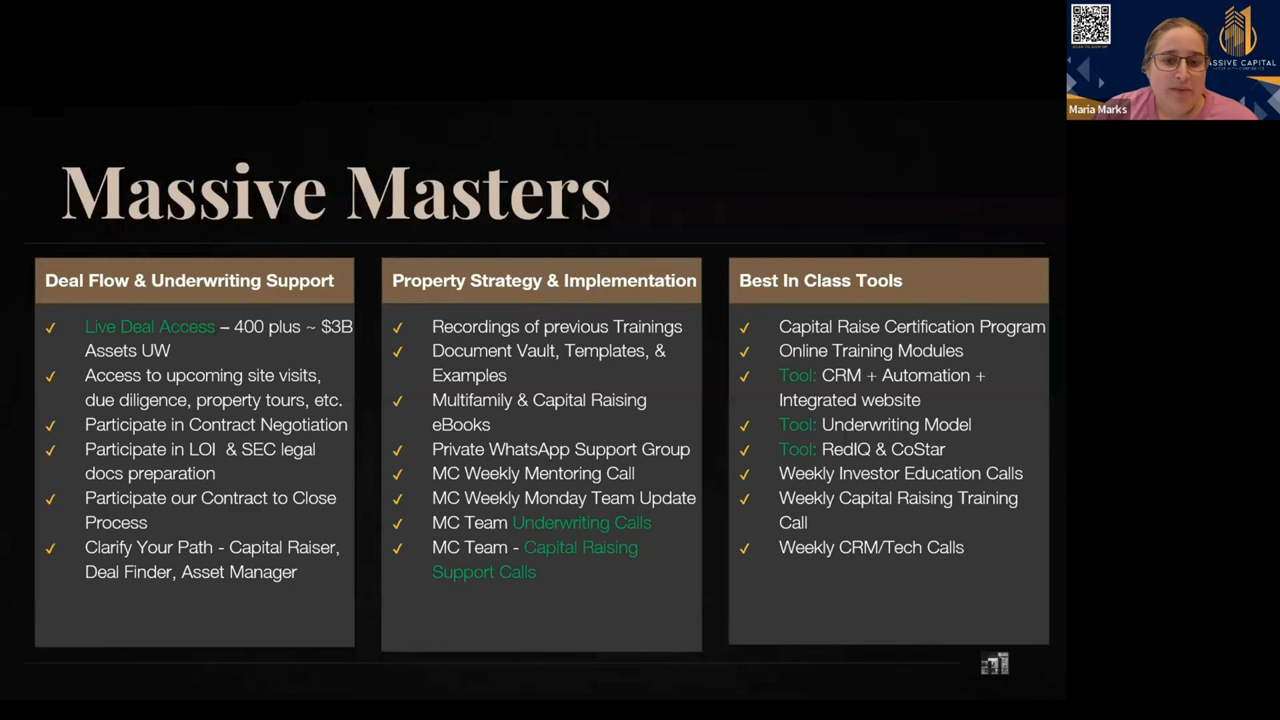 Massive Masters
Deal Flow & Underwriting Support
Live Deal Access – 400 plus ~ $3B
Assets UW
Access to upcoming site visits,
due diligence, property tours, etc.
Participate in Contract Negotiation
Participate in LOI & SEC legal
docs preparation
Participate our Contract to Close
Process
Clarify Your Path - Capital Raiser,
Deal Finder, Asset Manager
Property Strategy & Implementation
Recordings of previous Trainings
Document Vault, Templates, &
Examples
Multifamily & Capital Raising
eBooks
Private WhatsApp Support Group
MC Weekly Mentoring Call
MC Weekly Monday Team Update
MC Team Underwriting Calls
MC Team - Capital Raising
Support Calls
Best In Class Tools
Capital Raise Certification Program
Online Training Modules
Tool: CRM + Automation +
Integrated website
Tool: Underwriting Model
Tool: RedIQ & CoStar
Weekly Investor Education Calls
Weekly Capital Raising Training
Call
Weekly CRM/Tech Calls
ASSIVE CAPITAL
Maria Marks